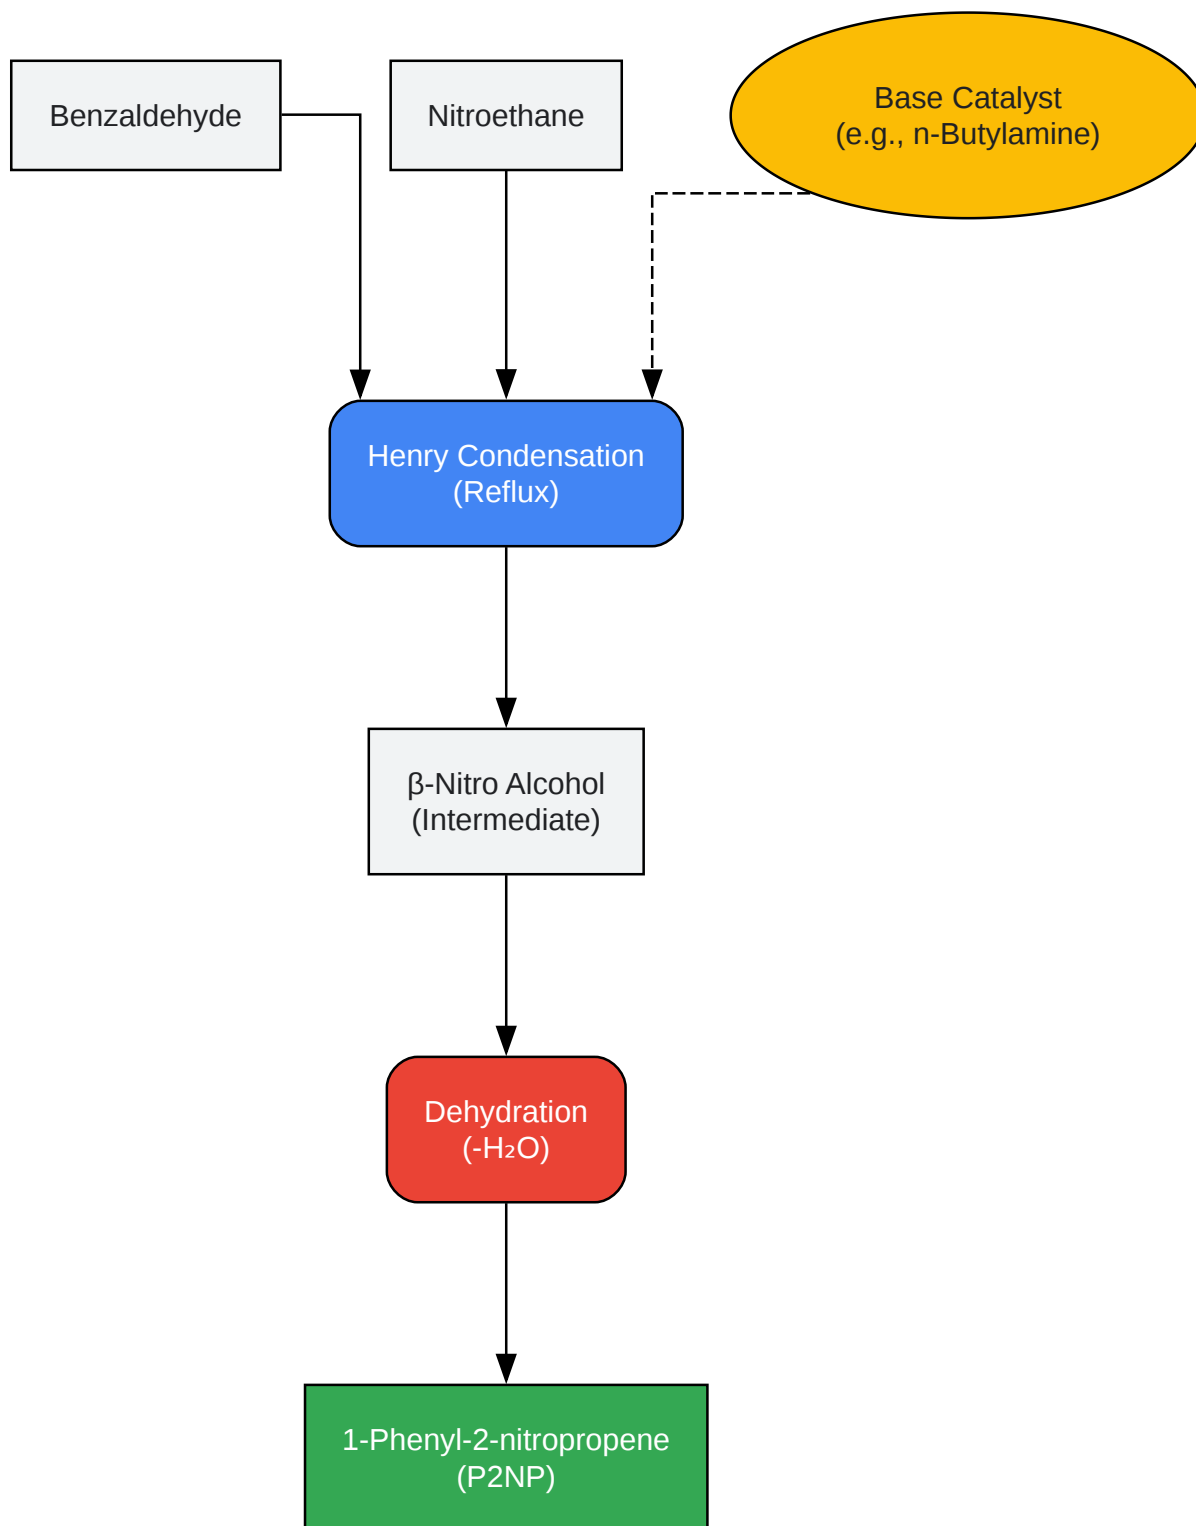 Benzaldehyde
Nitroethane
Base Catalyst
(e.g., n-Butylamine)
Henry Condensation
(Reflux)
β-Nitro Alcohol
(Intermediate)
Dehydration
(-H₂O)
1-Phenyl-2-nitropropene
(P2NP)